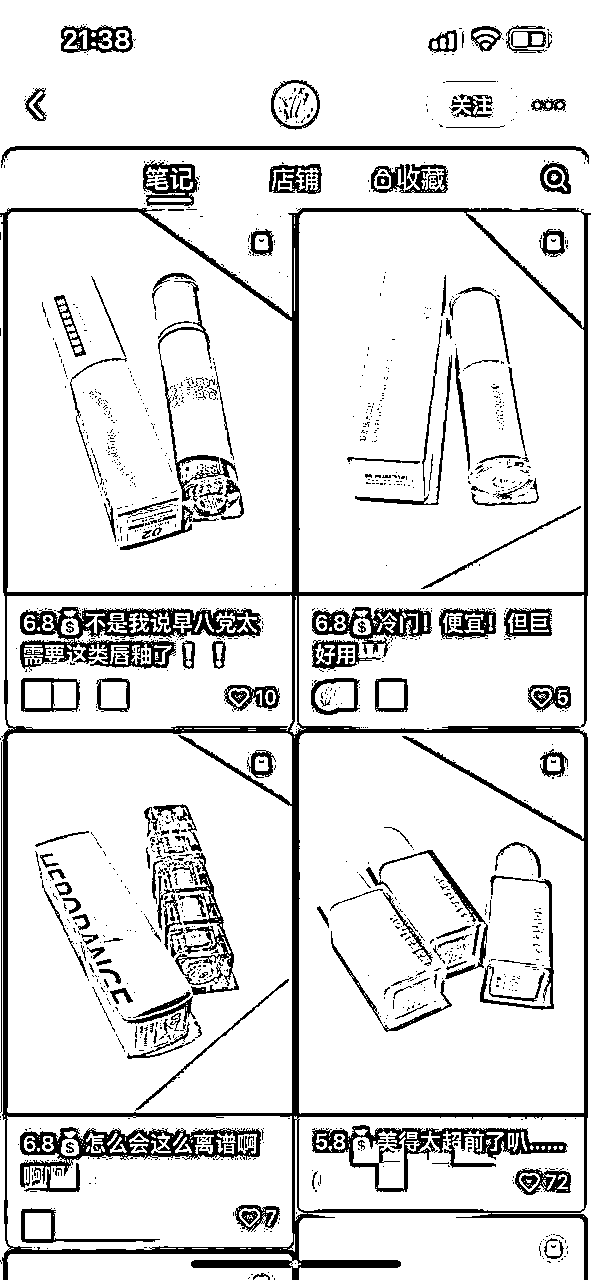 21:38
关注
笔记
店铺
收藏
02
6.8💰不是我说早八党太
需要这类唇釉了❗❗
10
6.8💰冷门！便宜！但巨
好用
5
HERORANGE
6.8💰怎么会这么离谱啊
啊啊
7
5.8💰美得太超前了叭……
72